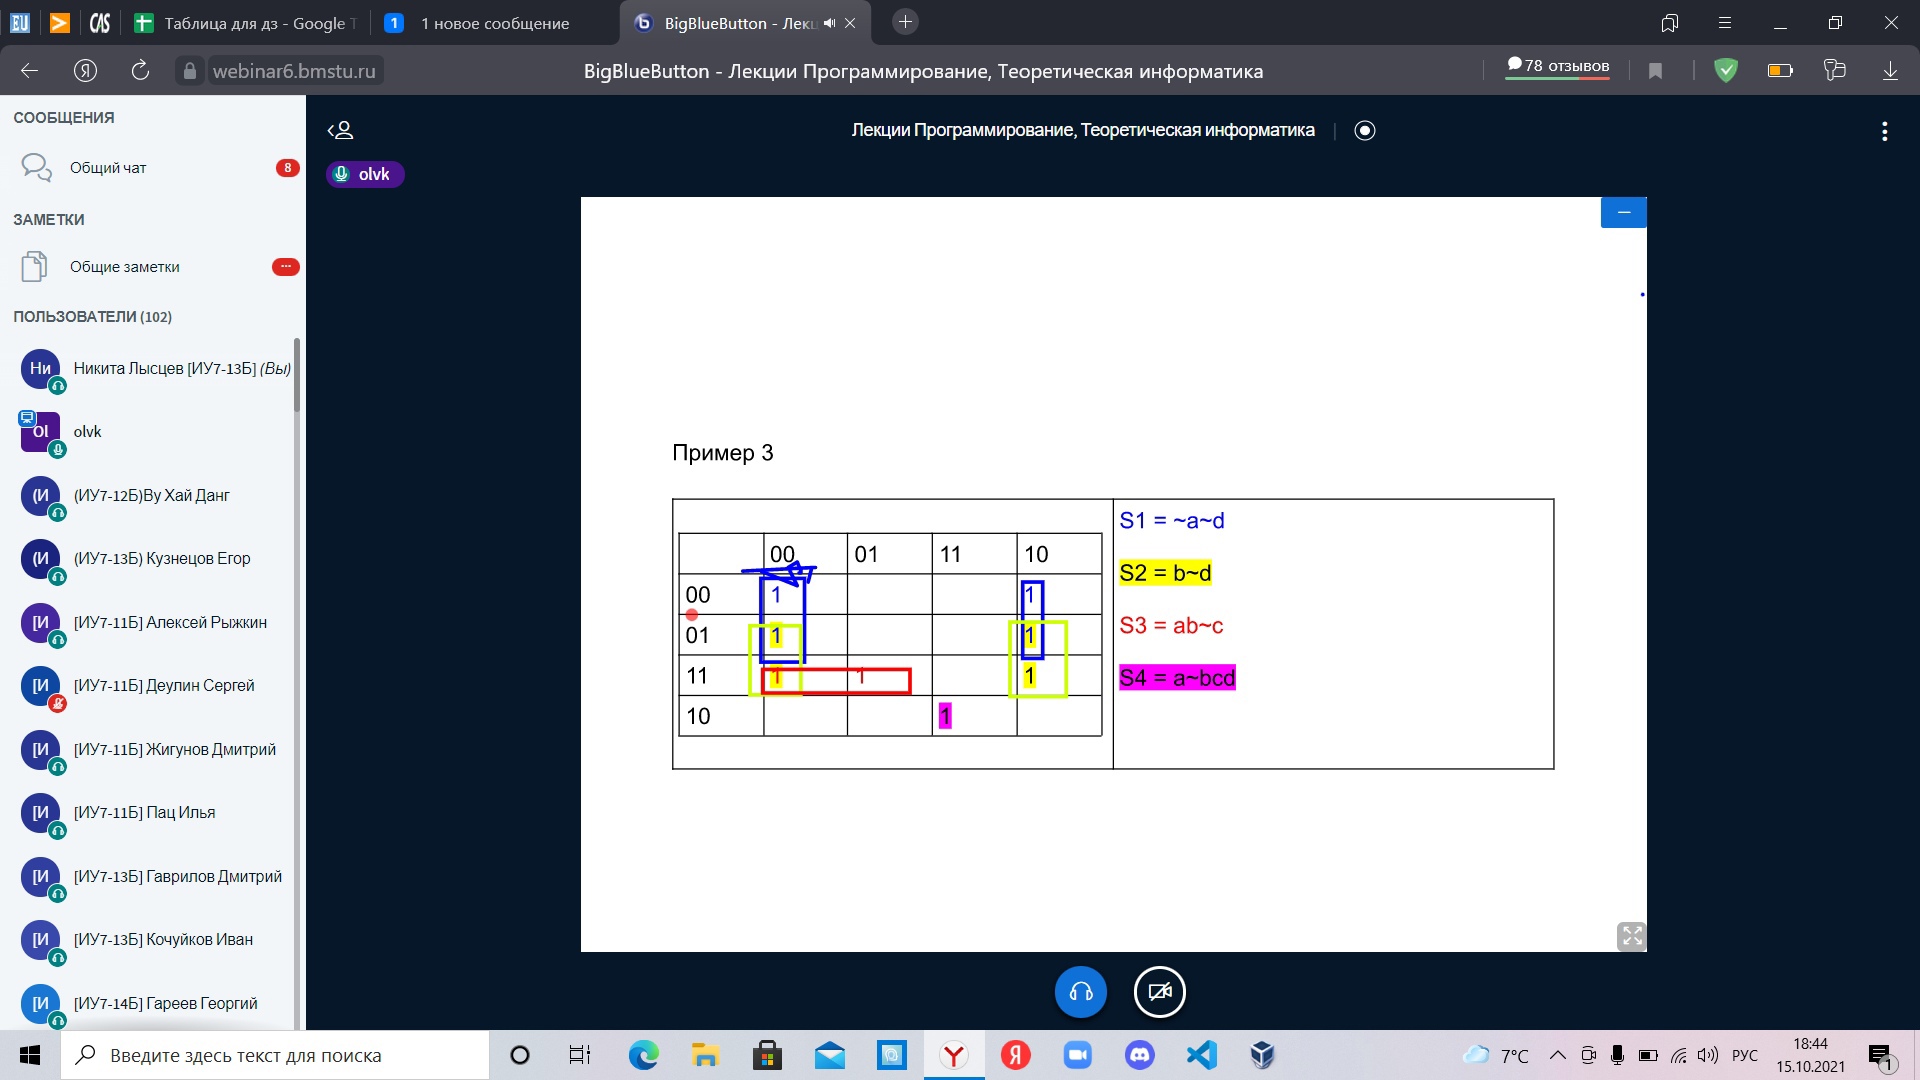 EU
CAS
Таблица для дз - Google Т
1
1 новое сообщение
BigBlueButton - Лекц
webinar6.bmstu.ru
BigBlueButton - Лекции Программирование, Теоретическая информатика
78 отзывов
СООБЩЕНИЯ
Общий чат
8
ЗАМЕТКИ
Общие заметки
ПОЛЬЗОВАТЕЛИ (102)
Ни
Никита Лысцев [ИУ7-13Б] (Вы)
Ol
olvk
(И
(ИУ7-12Б)Ву Хай Данг
(И
(ИУ7-13Б) Кузнецов Егор
[И
[ИУ7-11Б] Алексей Рыжкин
[И
[ИУ7-11Б] Деулин Сергей
[И
[ИУ7-11Б] Жигунов Дмитрий
[И
[ИУ7-11Б] Пац Илья
[И
[ИУ7-13Б] Гаврилов Дмитрий
[И
[ИУ7-13Б] Кочуйков Иван
[И
[ИУ7-14Б] Гареев Георгий
Лекции Программирование, Теоретическая информатика
olvk
Пример 3
00 01 11 10
00 1 1
01 1 1
11 1 1 1
10 1
S1 = ~a~d
S2 = b~d
S3 = ab~c
S4 = a~bcd
Введите здесь текст для поиска
7°C
РУС
18:44
15.10.2021
1